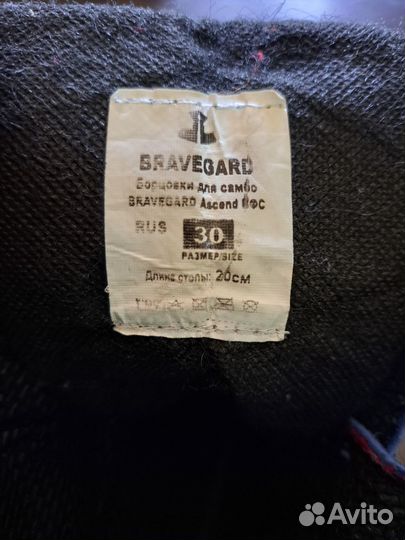 BRAVEGARD
Борцовки для самбо
BRAVEGARD Ascend ВФС
RUS 30
РАЗМЕР/SIZE
Длина стопы: 20см
Avito